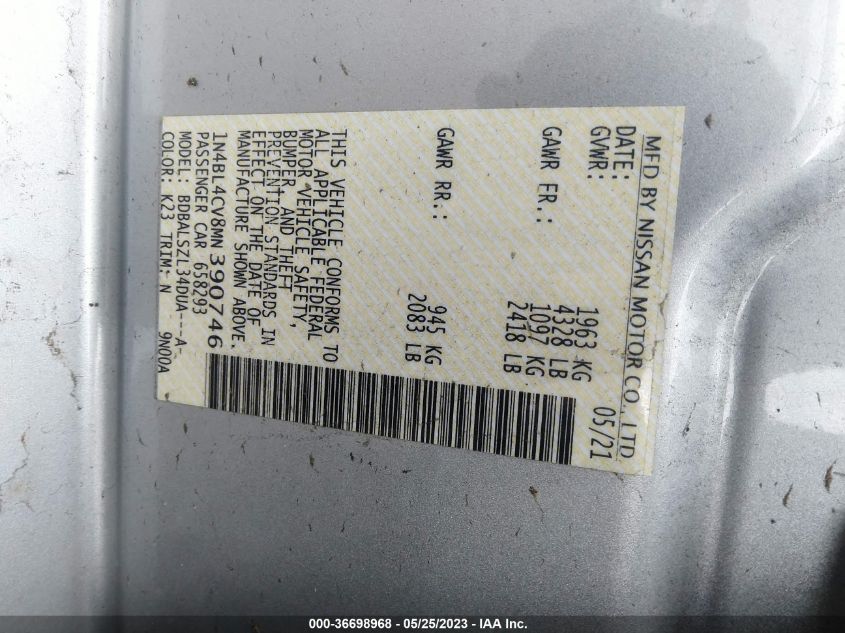 MFD BY NISSAN MOTOR CO., LTD
DATE: 05/21
GVWR: 1963 KG
4328 LB
GAWR FR.: 1097 KG
2418 LB
GAWR RR.: 945 KG
2083 LB
THIS VEHICLE CONFORMS TO
ALL APPLICABLE FEDERAL
MOTOR VEHICLE SAFETY,
BUMPER, AND THEFT
PREVENTION STANDARDS IN
EFFECT ON THE DATE OF
MANUFACTURE SHOWN ABOVE.
1N4BL4CV8MN390746
PASSENGER CAR 658293
MODEL: BDBALSZL34DUA---A-
COLOR: K23 TRIM: N 9N00A
000-36698968 - 05/25/2023 - IAA Inc.